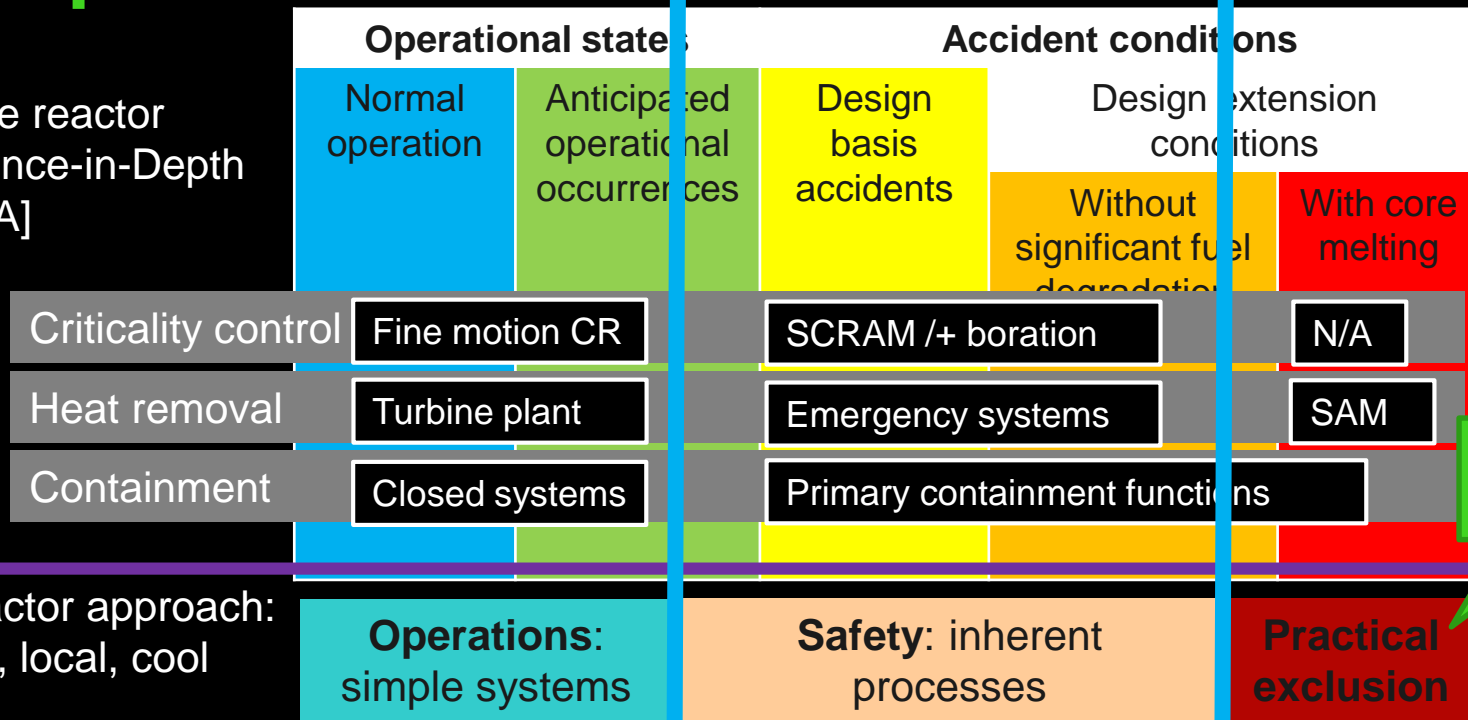 Operational states
Accident conditions
e reactor
nce-in-Depth
A]
Normal
operation
Anticipated
operational
occurrences
Design
basis
accidents
Design extension
conditions
Without
significant fuel
degradation
With core
melting
Criticality control
Fine motion CR
SCRAM /+ boration
N/A
Heat removal
Turbine plant
Emergency systems
SAM
Containment
Closed systems
Primary containment functions
actor approach:
, local, cool
Operations:
simple systems
Safety: inherent
processes
Practical
exclusion